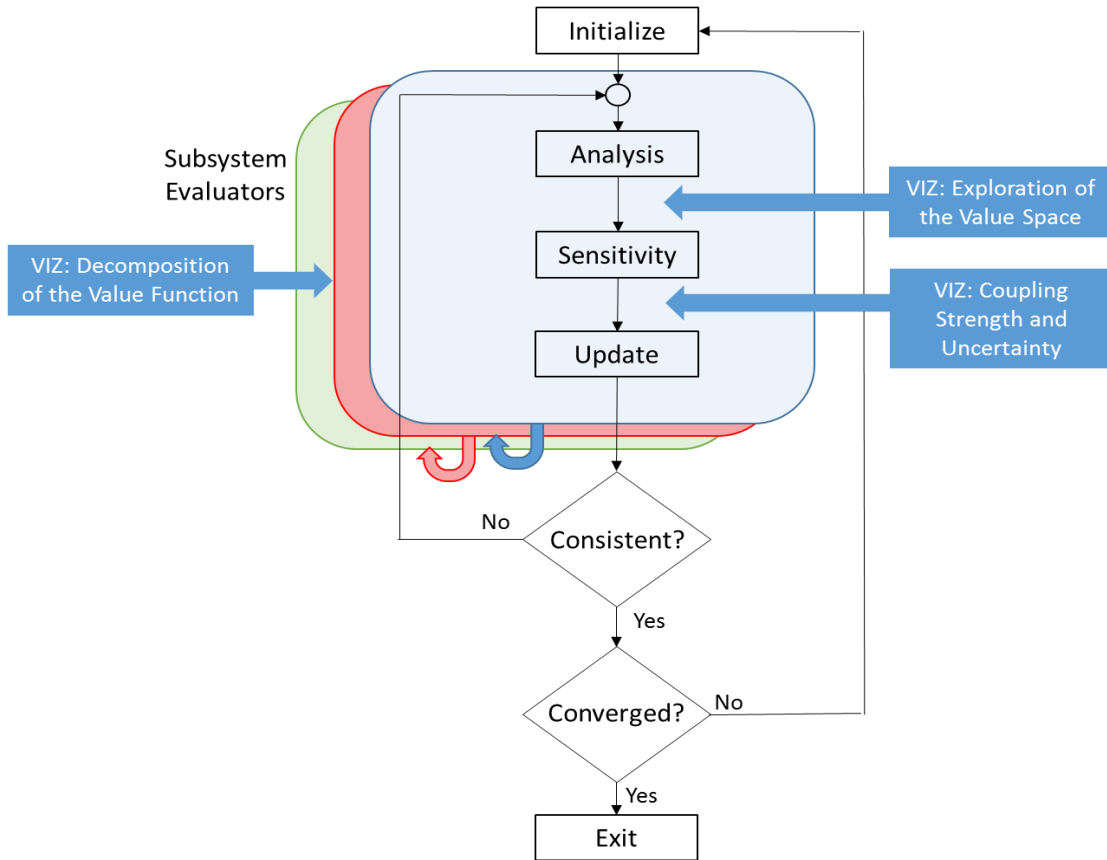 Initialize
Subsystem
Evaluators
Analysis
VIZ: Exploration of
the Value Space
VIZ: Decomposition
of the Value Function
Sensitivity
VIZ: Coupling
Strength and
Uncertainty
Update
No
Consistent?
Yes
Converged?
No
Yes
Exit